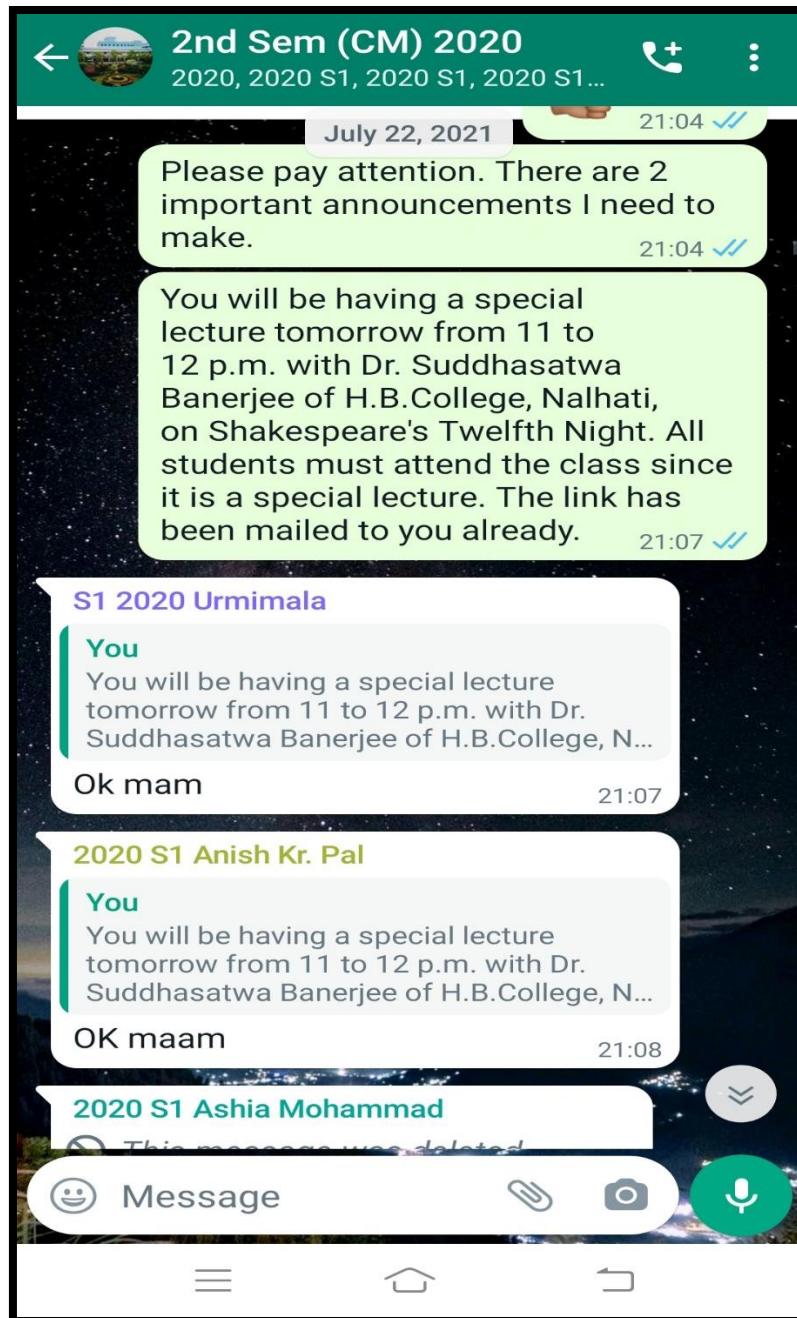 2nd Sem (CM) 2020
2020, 2020 S1, 2020 S1, 2020 S1...
21:04
July 22, 2021
Please pay attention. There are 2
important announcements I need to
make.
21:04
You will be having a special
lecture tomorrow from 11 to
12 p.m. with Dr. Suddhasatwa
Banerjee of H.B.College, Nalhati,
on Shakespeare's Twelfth Night. All
students must attend the class since
it is a special lecture. The link has
been mailed to you already.
21:07
S1 2020 Urmimala
You
You will be having a special lecture
tomorrow from 11 to 12 p.m. with Dr.
Suddhasatwa Banerjee of H.B.College, N...
Ok mam
21:07
2020 S1 Anish Kr. Pal
You
You will be having a special lecture
tomorrow from 11 to 12 p.m. with Dr.
Suddhasatwa Banerjee of H.B.College, N...
OK maam
21:08
2020 S1 Ashia Mohammad
This message was deleted
Message